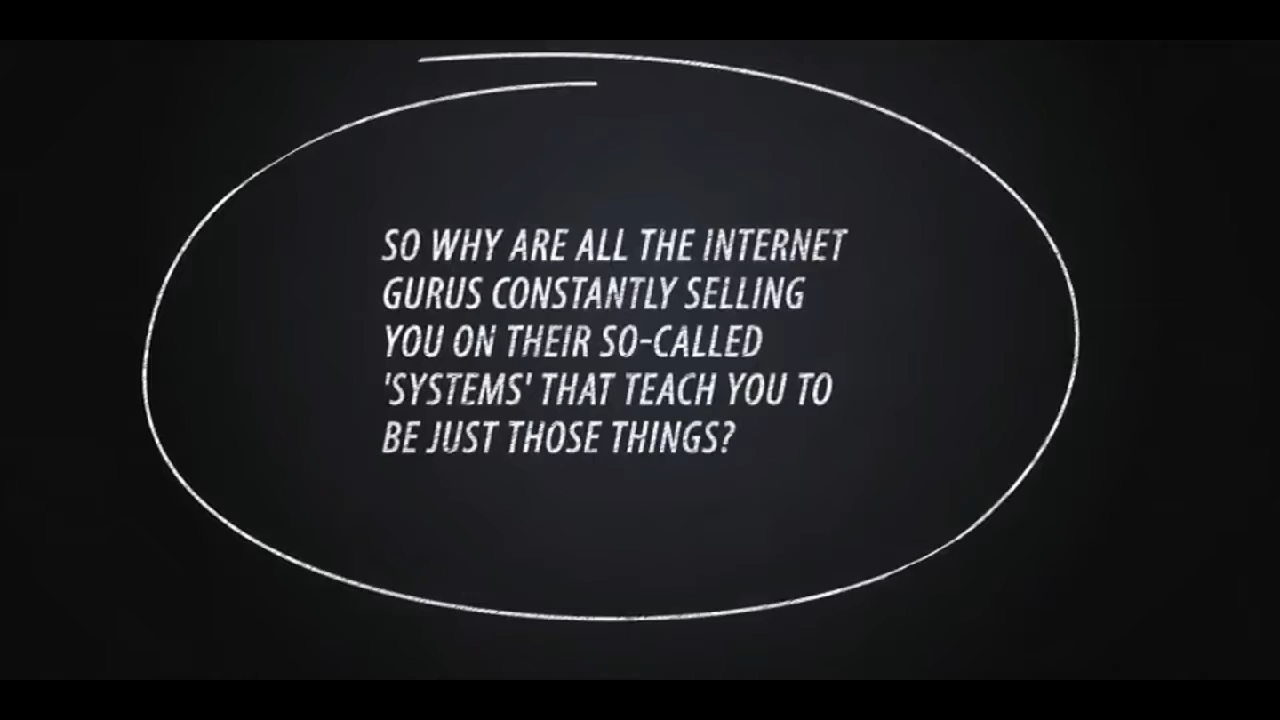 SO WHY ARE ALL THE INTERNET
GURUS CONSTANTLY SELLING
YOU ON THEIR SO-CALLED
'SYSTEMS' THAT TEACH YOU TO
BE JUST THOSE THINGS?